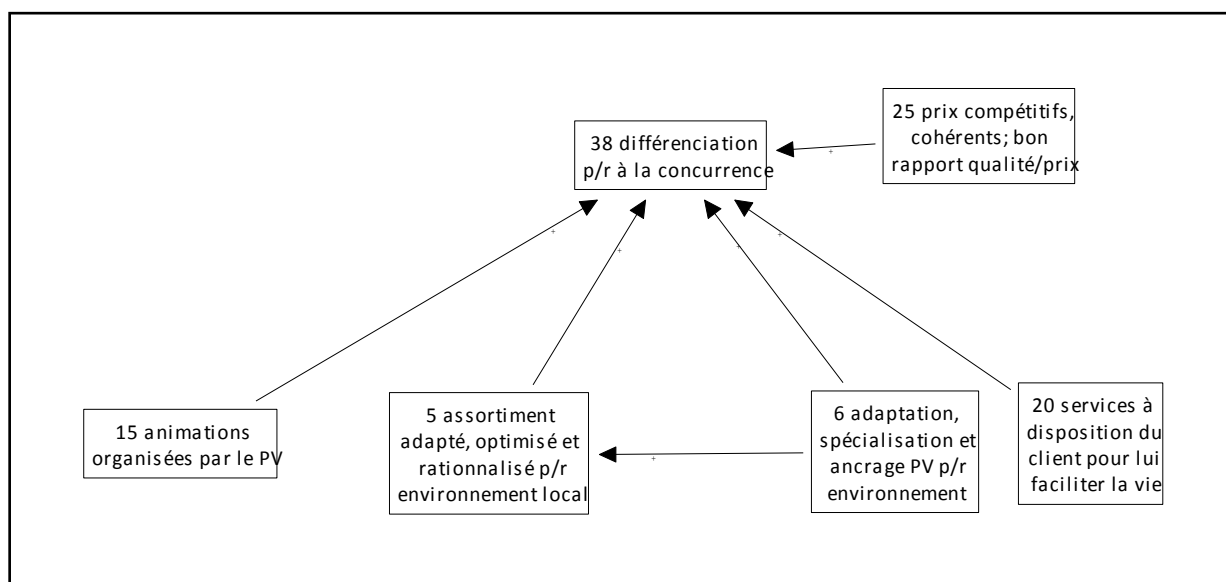 25 prix compétitifs,
cohérents; bon
rapport qualité/prix
38 différenciation
p/r à la concurrence
+
+
+
+
+
15 animations
organisées par le PV
5 assortiment
adapté, optimisé et
rationnalisé p/r
environnement local
+
6 adaptation,
spécialisation et
ancrage PV p/r
environnement
20 services à
disposition du
client pour lui
faciliter la vie